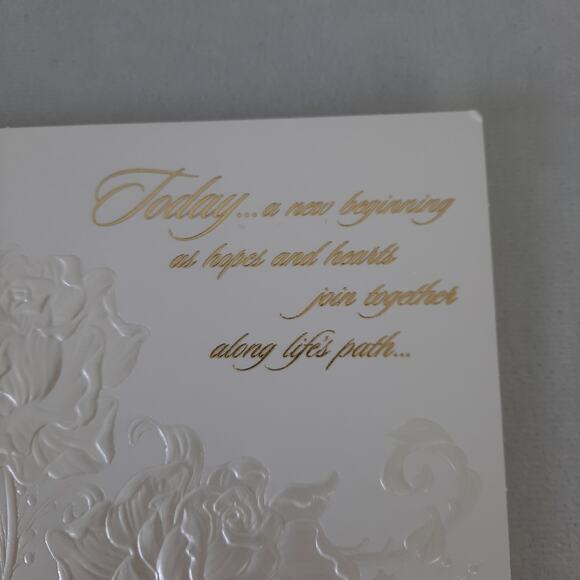 Today... a new beginning
as hopes and hearts
join together
along life's path...